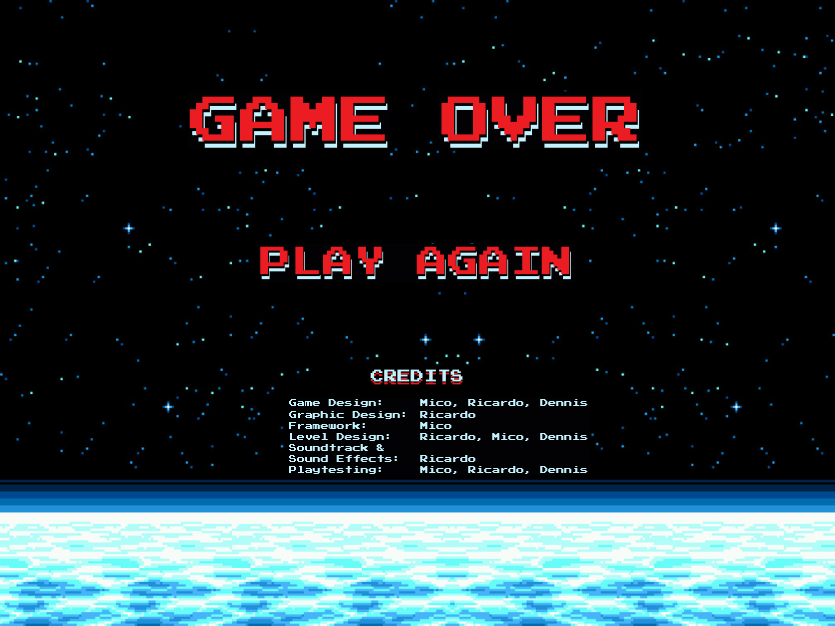 GAME OVER
PLAY AGAIN
CREDITS
Game Design: Mico, Ricardo, Dennis
Graphic Design: Ricardo
Framework: Mico
Level Design: Ricardo, Mico, Dennis
Soundtrack &
Sound Effects: Ricardo
Playtesting: Mico, Ricardo, Dennis